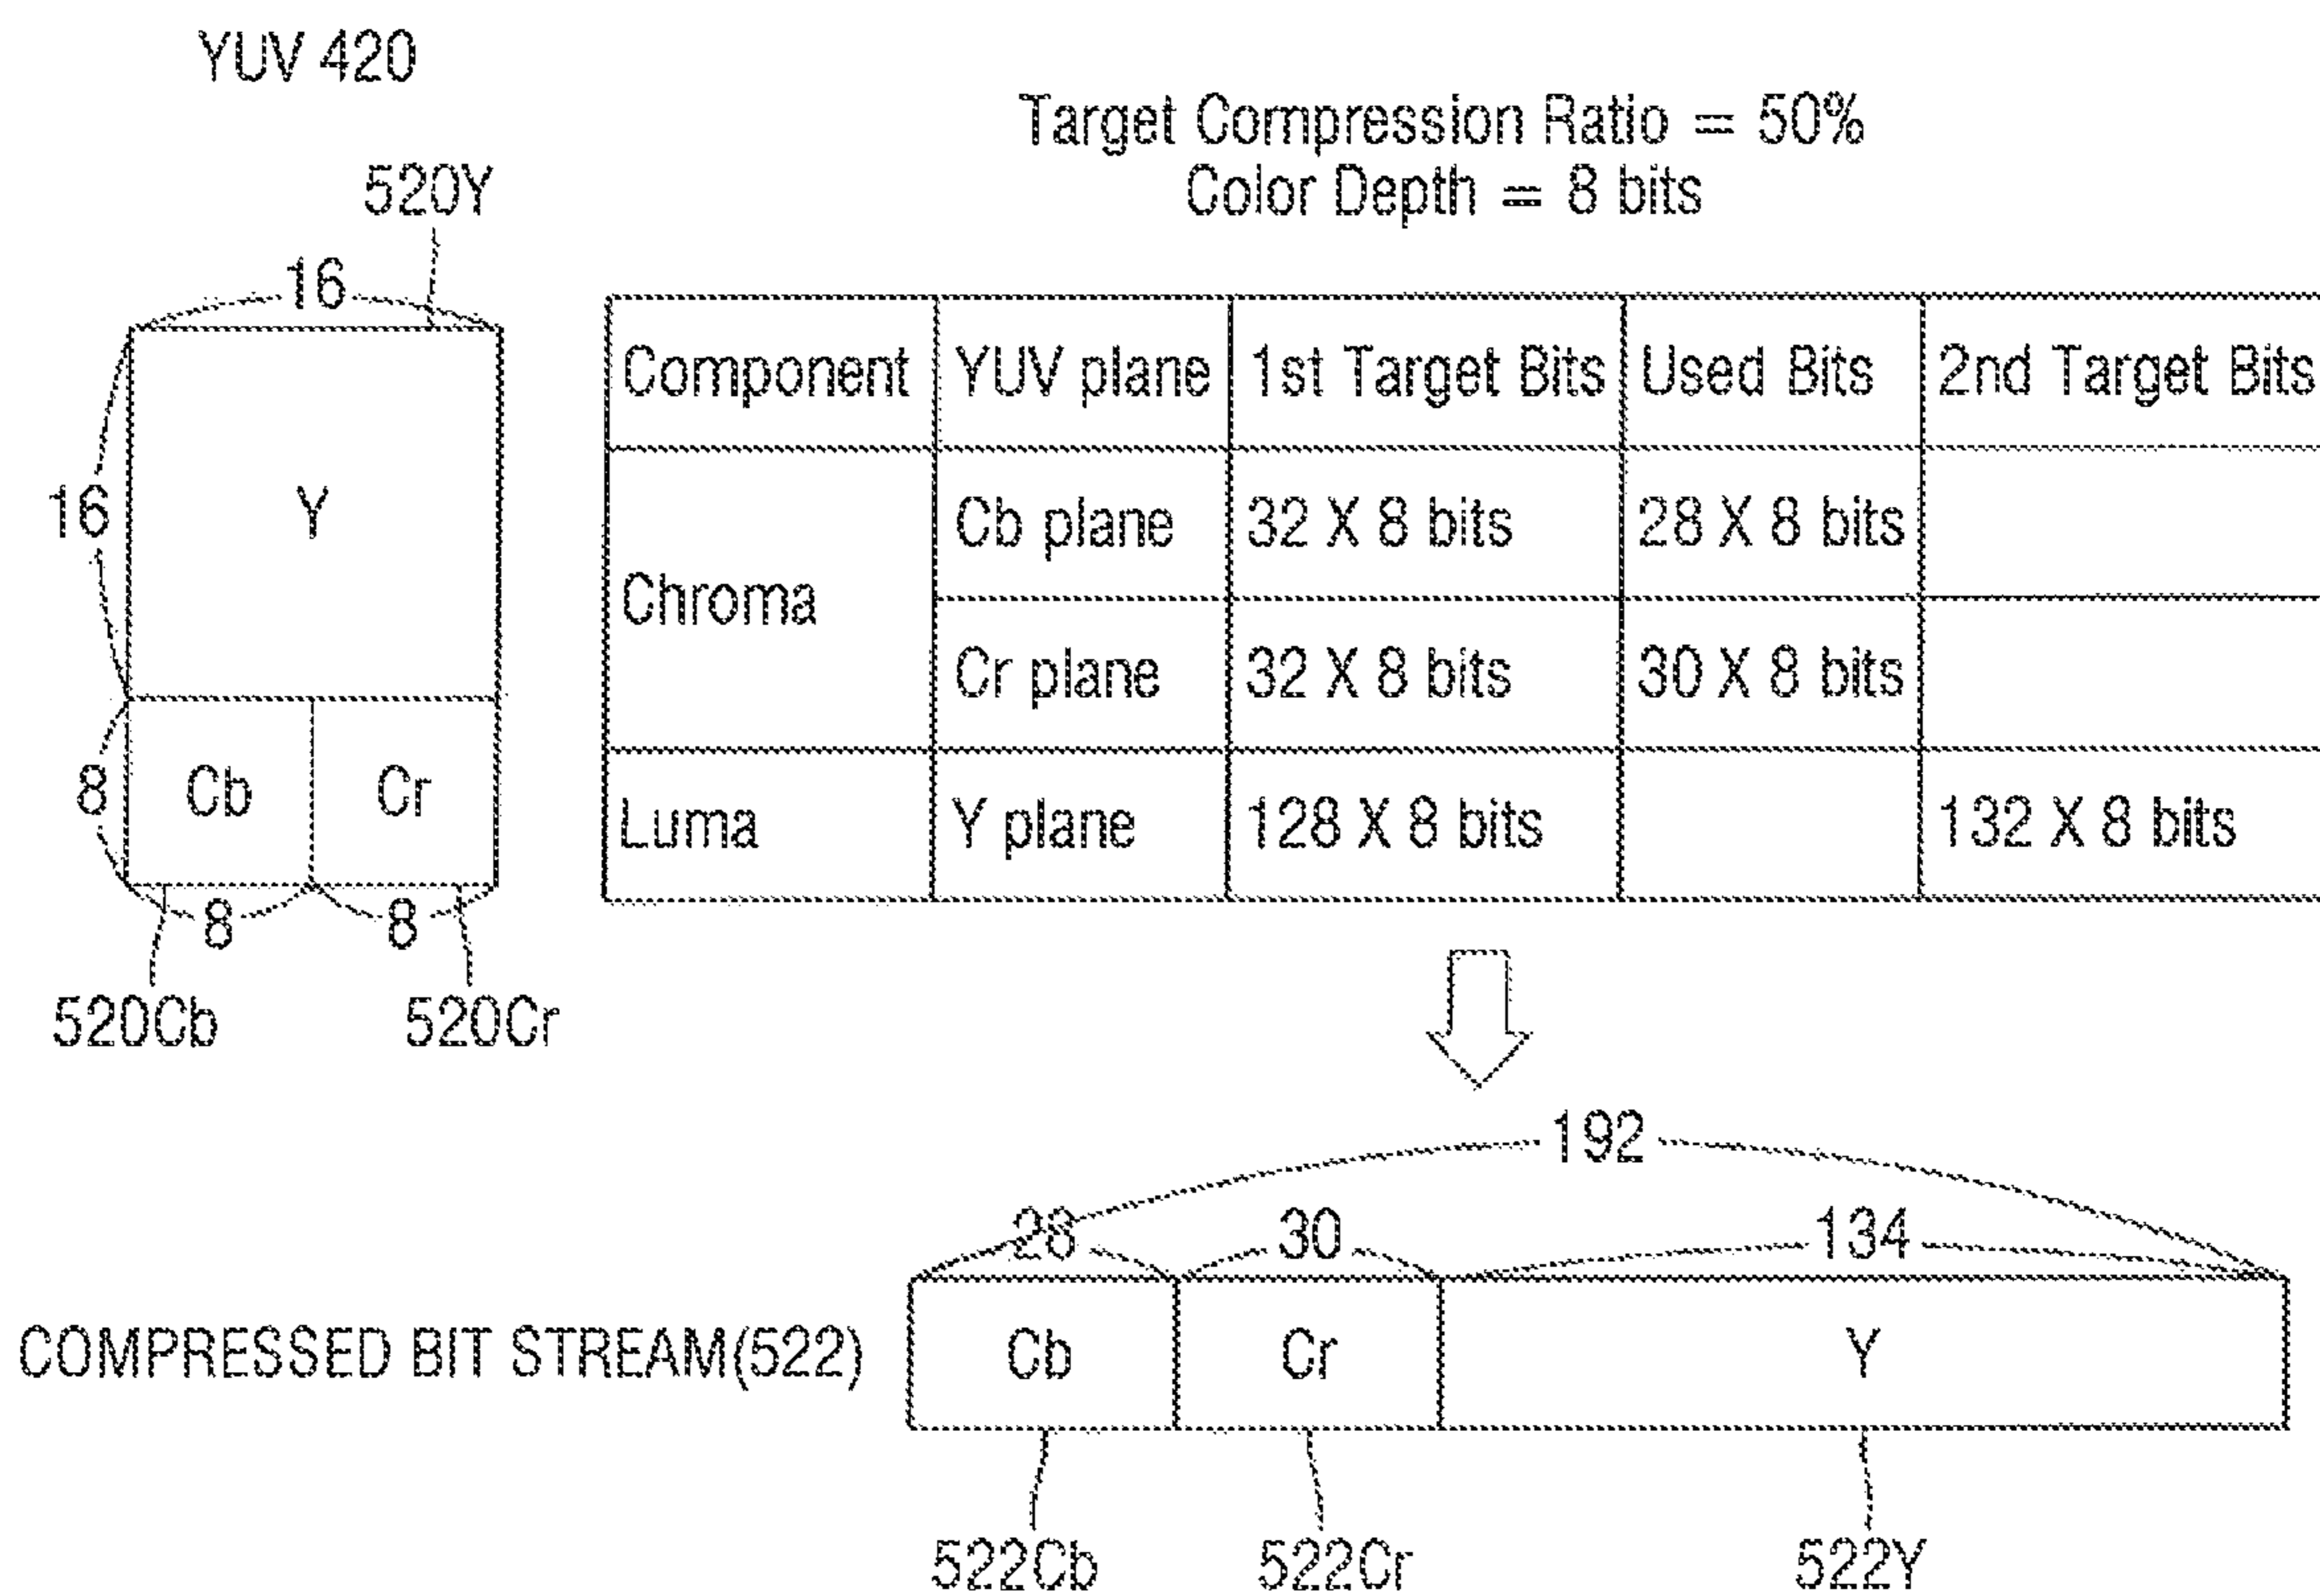 YUV 420
Target Compression Ratio = 50%
Color Depth = 8 bits
520Y
16
16
Y
8
Cb
Cr
8
8
520Cb
520Cr
Component YUV plane 1st Target Bits Used Bits 2nd Target Bits
Chroma
Cb plane 32 X 8 bits 28 X 8 bits
Cr plane 32 X 8 bits 30 X 8 bits
Luma Y plane 128 X 8 bits 132 X 8 bits
192
28 30 134
COMPRESSED BIT STREAM(522)
Cb Cr Y
522Cb 522Cr 522Y